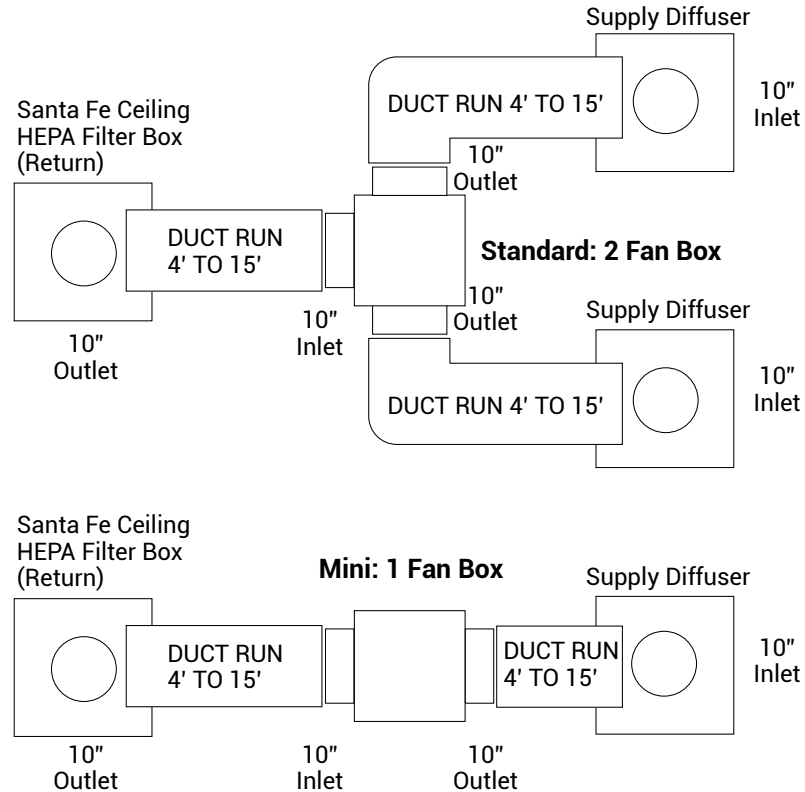 Supply Diffuser
DUCT RUN 4' TO 15'
10"
Inlet
Santa Fe Ceiling
HEPA Filter Box
(Return)
10"
Outlet
DUCT RUN
4' TO 15'
Standard: 2 Fan Box
10"
Outlet
10"
Inlet
10"
Outlet
Supply Diffuser
DUCT RUN 4' TO 15'
10"
Inlet
Santa Fe Ceiling
HEPA Filter Box
(Return)
Mini: 1 Fan Box
Supply Diffuser
DUCT RUN
4' TO 15'
DUCT RUN
4' TO 15'
10"
Inlet
10"
Outlet
10"
Inlet
10"
Outlet